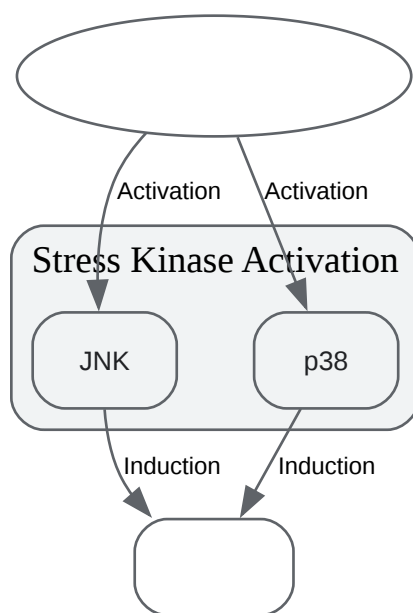 Activation
Activation
Stress Kinase Activation
JNK
p38
Induction
Induction